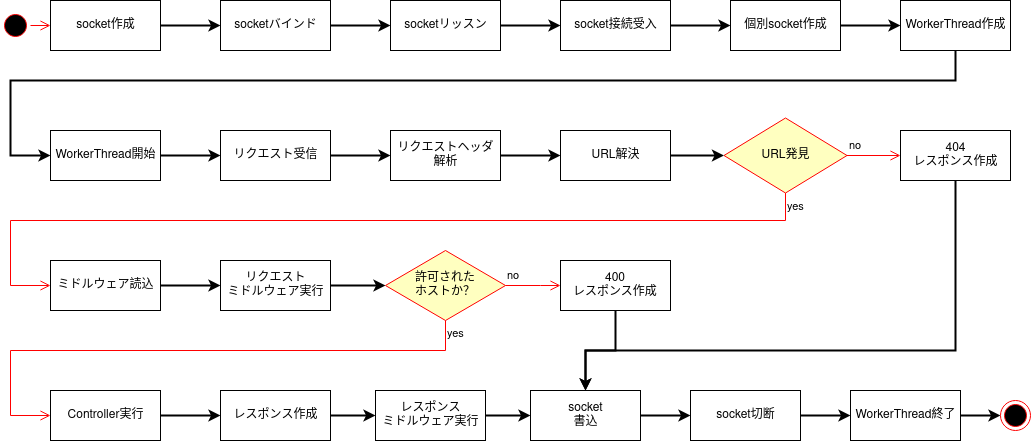 socket作成
socketバインド
socketリッスン
socket接続受入
個別socket作成
WorkerThread作成
WorkerThread開始
リクエスト受信
リクエストヘッダ
解析
URL解決
URL発見
no
404
レスポンス作成
yes
ミドルウェア読込
リクエスト
ミドルウェア実行
許可された
ホストか?
no
400
レスポンス作成
yes
Controller実行
レスポンス作成
レスポンス
ミドルウェア実行
socket
書込
socket切断
WorkerThread終了